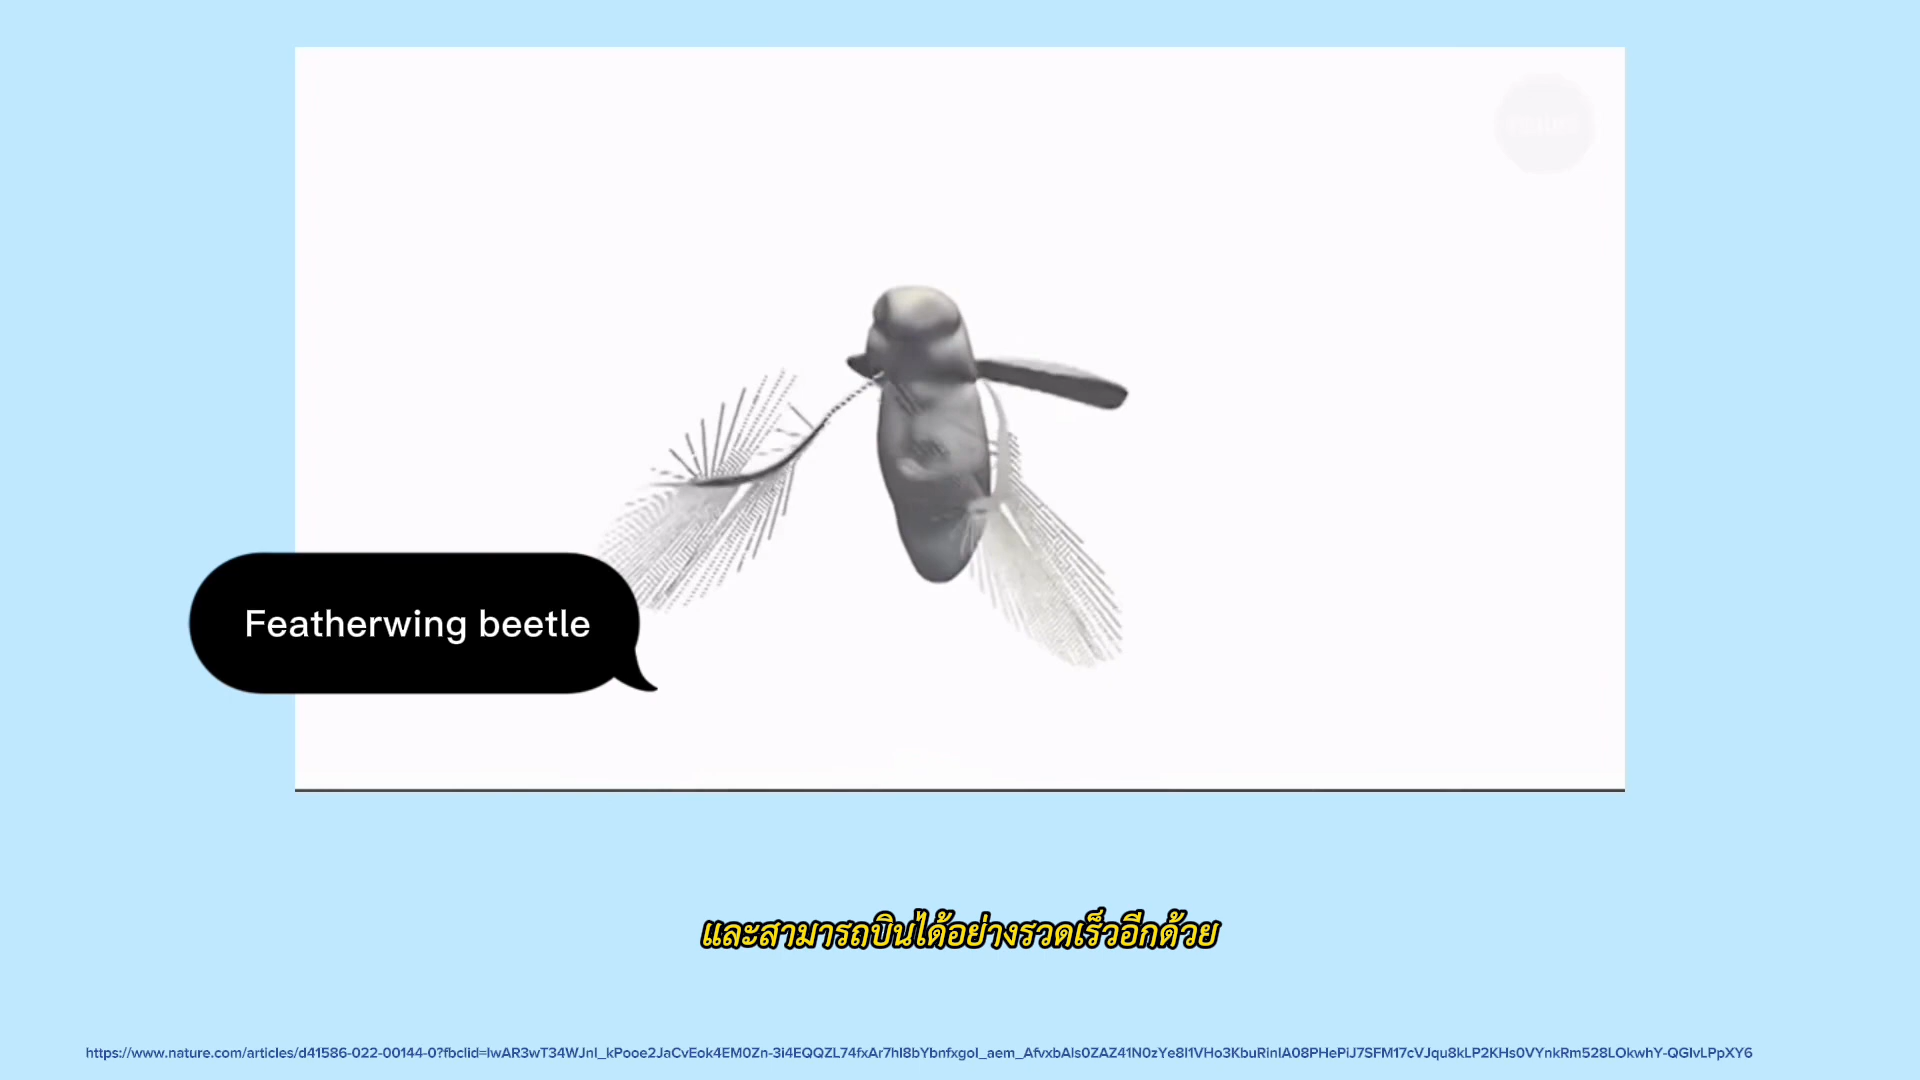 Featherwing beetle
และสามารถบินได้อย่างรวดเร็วอีกด้วย
https://www.nature.com/articles/d41586-022-00144-0?fbclid=IwAR3wT34WJnI_kPooe2JaCvEok4EM0Zn-3i4EQQZL74fxAr7hI8bYbnfxgoI_aem_AfvxbAIs0ZAZ41N0zYe8I1VHo3KbuRinIA08PHePiJ7SFM17cVJqu8kLP2KHs0VYnkRm528LOkwhY-QGIvLPpXY6